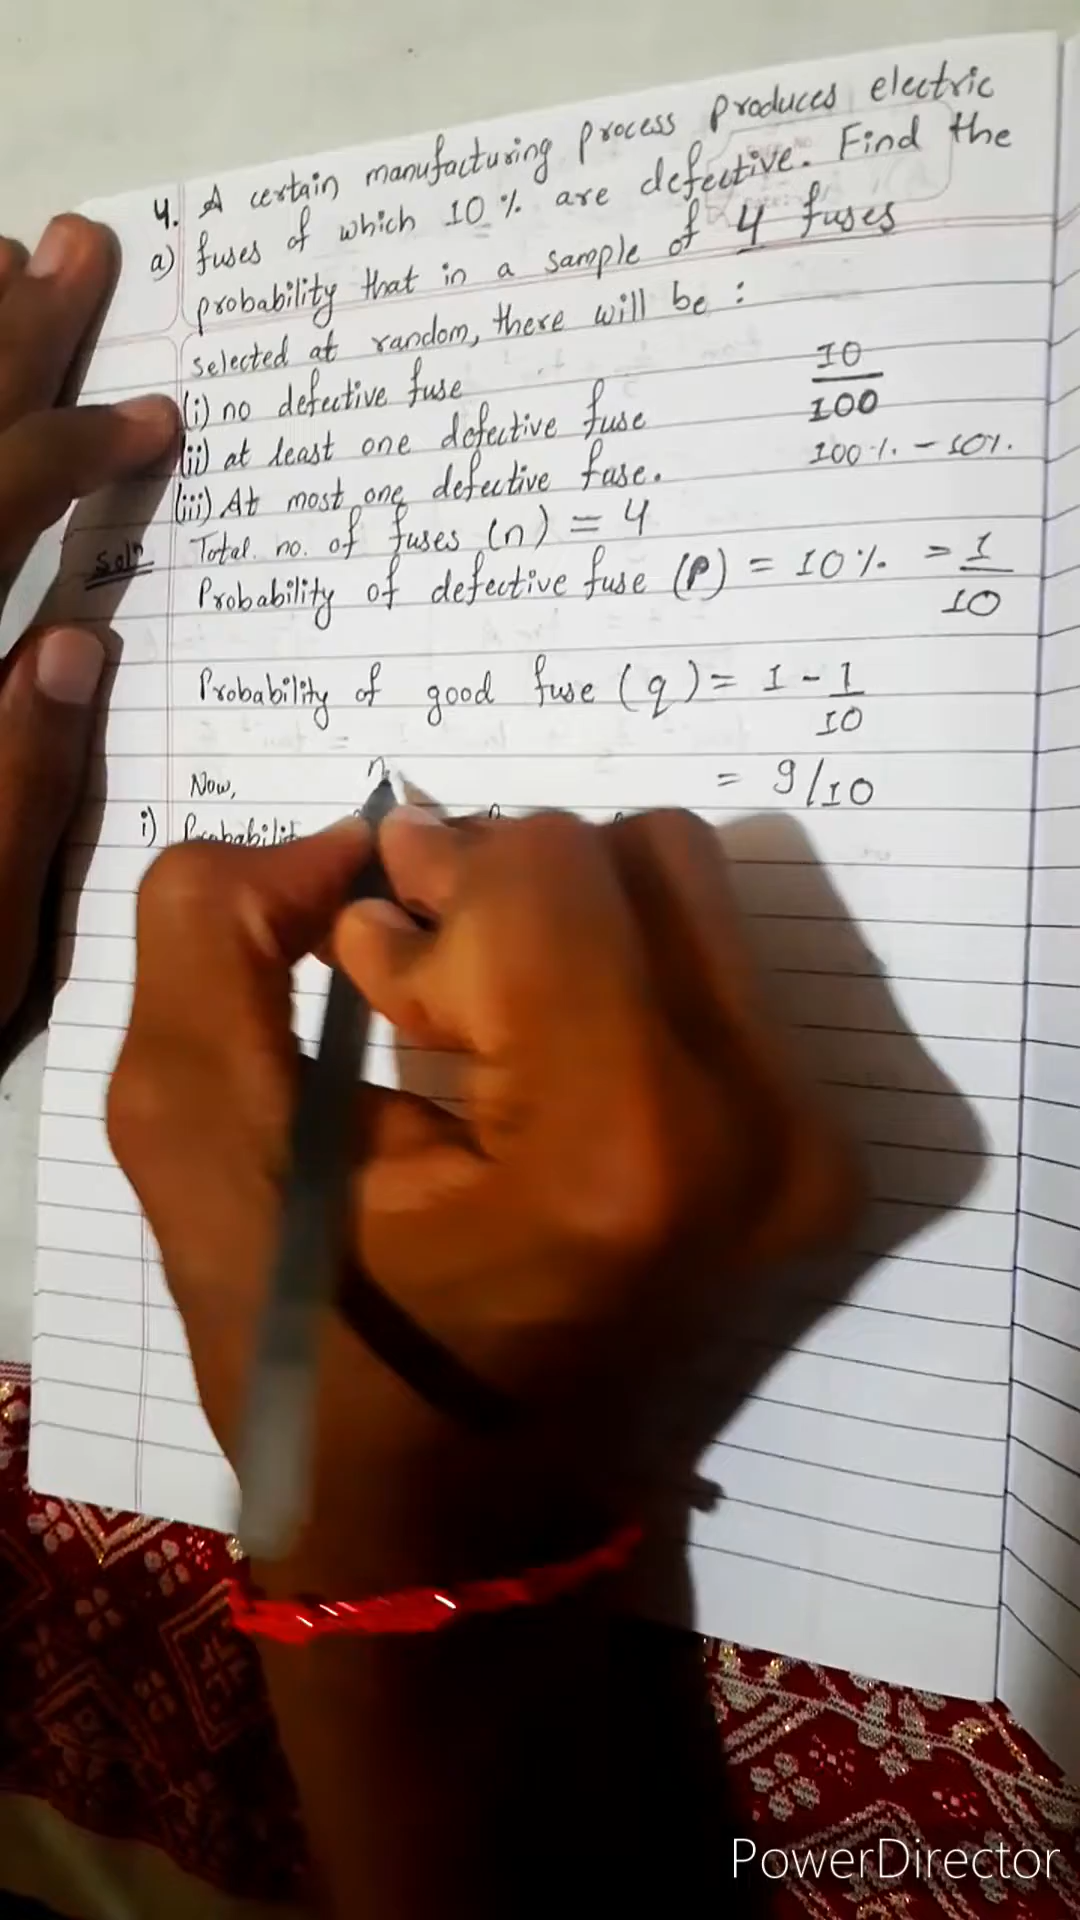 4. A certain manufacturing process produces electric
a) fuses of which 10 % are defective. Find the
probability that in a sample of 4 fuses
selected at random, there will be :
(i) no defective fuse
(ii) at least one defective fuse
(iii) At most one defective fuse.
10
100
100 % - 10%.
Soln Total. no. of fuses (n) = 4
Probability of defective fuse (P) = 10 % = 1
10
Probability of good fuse (q) = 1 - 1
10
= 9/10
Now,
i)
PowerDirector